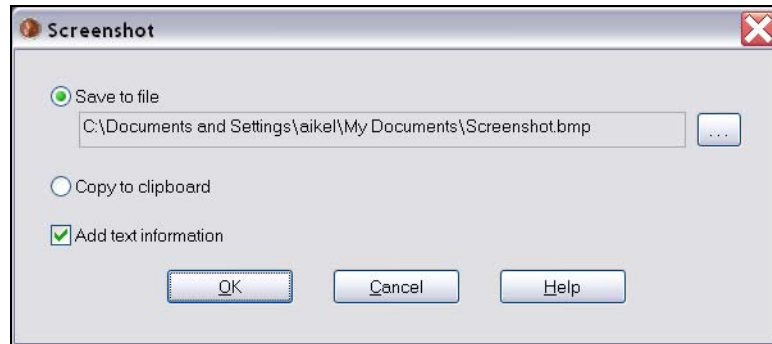 Screenshot
Save to file
C:\Documents and Settings\aikel\My Documents\Screenshot.bmp
...
Copy to clipboard
Add text information
OK Cancel Help